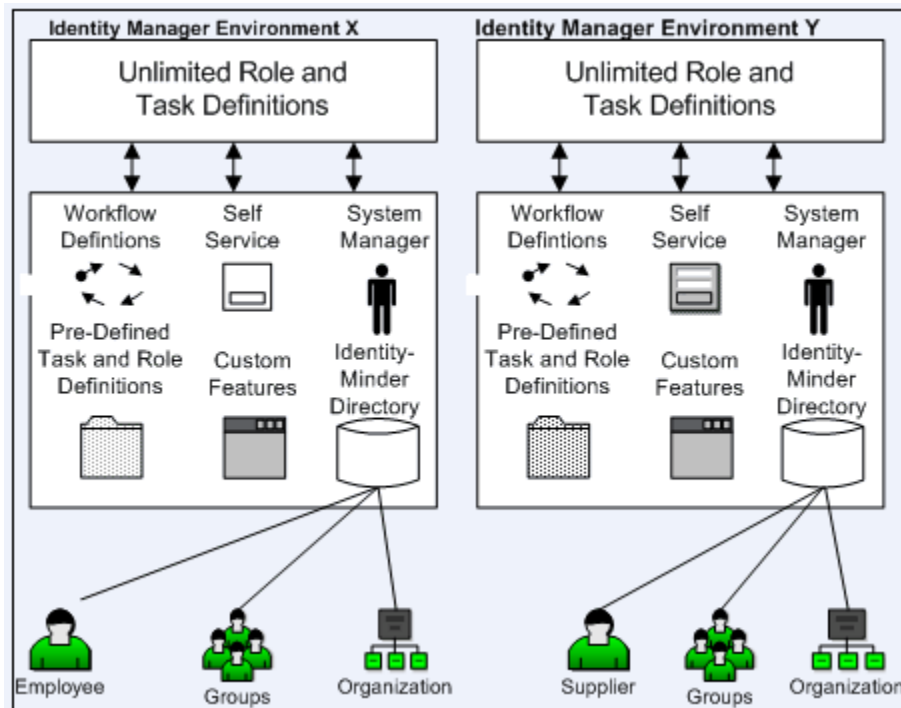 Identity Manager Environment X
Unlimited Role and
Task Definitions
Workflow
Defintions
Self
Service
System
Manager
Pre-Defined
Task and Role
Definitions
Custom
Features
Identity-
Minder
Directory
Employee
Groups
Organization
Identity Manager Environment Y
Unlimited Role and
Task Definitions
Workflow
Defintions
Self
Service
System
Manager
Pre-Defined
Task and Role
Definitions
Custom
Features
Identity-
Minder
Directory
Supplier
Groups
Organization